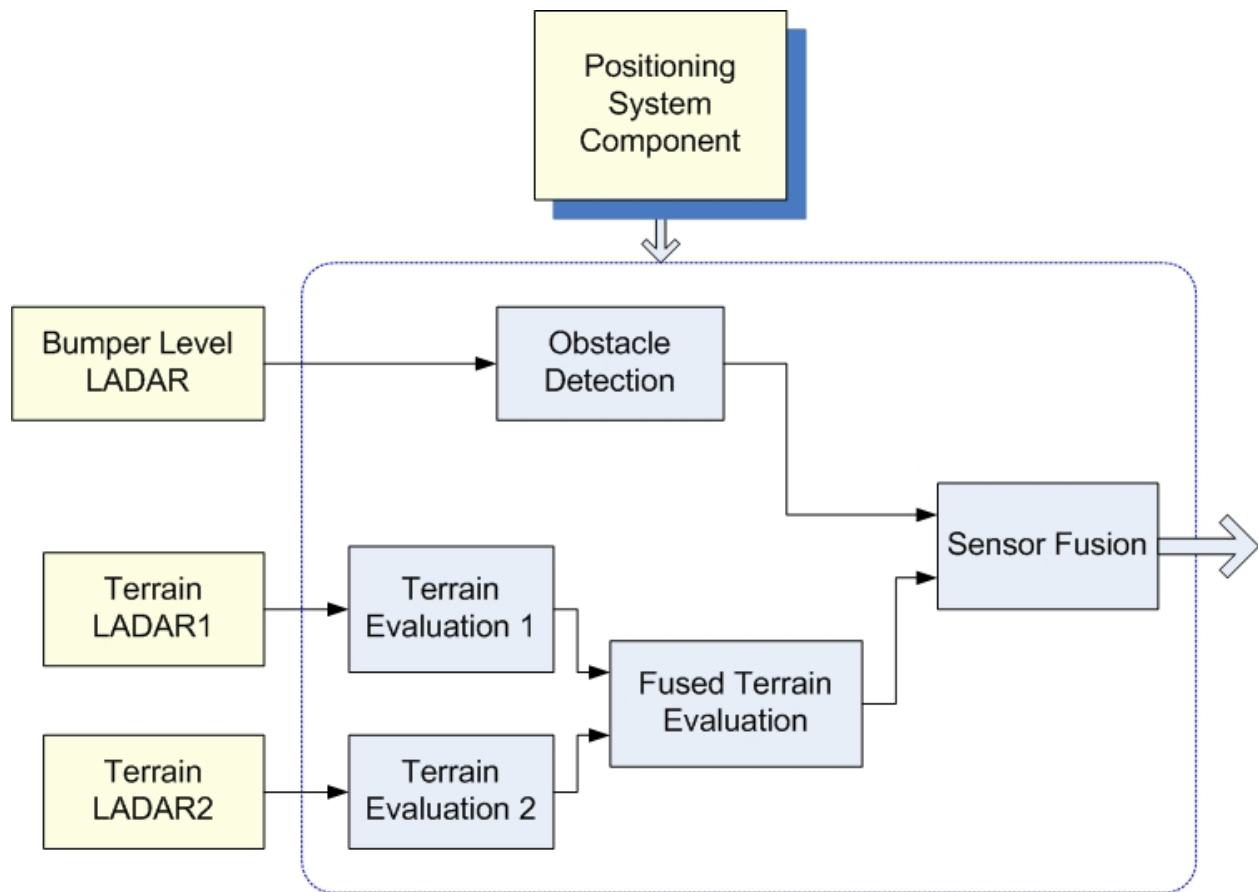 Positioning
System
Component
Bumper Level
LADAR
Obstacle
Detection
Sensor Fusion
Terrain
LADAR1
Terrain
Evaluation 1
Fused Terrain
Evaluation
Terrain
LADAR2
Terrain
Evaluation 2